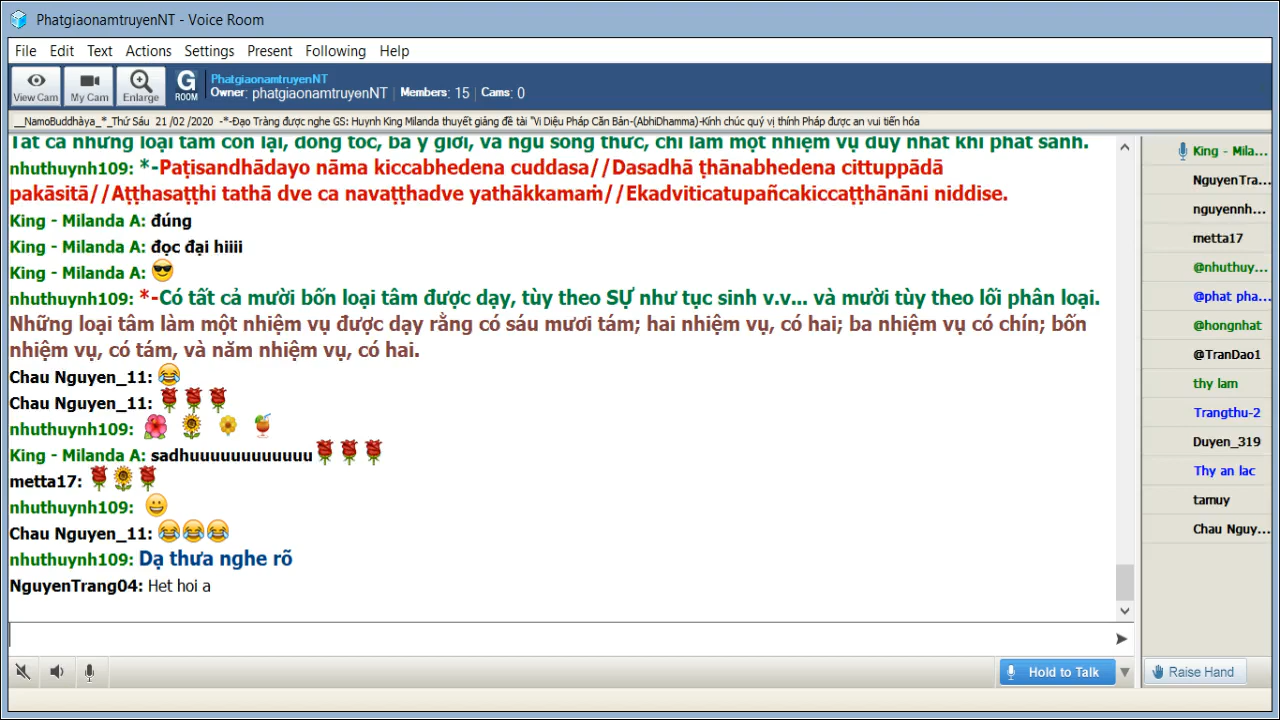 PhatgiaonamtruyenNT - Voice Room
File Edit Text Actions Settings Present Following Help
View Cam My Cam Enlarge G ROOM
PhatgiaonamtruyenNT
Owner: phatgiaonamtruyenNT Members: 15 Cams: 0
__NamoBuddhàya_*_Thứ Sáu 21 /02 /2020 -*-Đạo Tràng được nghe GS: Huynh King Milanda thuyết giảng đề tài "Vi Diệu Pháp Căn Bản-(AbhiDhamma)-Kính chúc quý vị thính Pháp được an vui tiến hóa
Tất cả những loại tâm còn lại, đổng tốc, ba ý giới, và ngũ song thức, chỉ làm một nhiệm vụ duy nhất khi phát sanh.
nhuthuynh109: *-Paṭisandhādayo nāma kiccabhedena cuddasa//Dasadhā ṭhānabhedena cittuppādā
pakāsitā//Aṭṭhasaṭṭhi tathā dve ca navaṭṭhadve yathākkamaṁ//Ekadviticatupañcakiccaṭṭhānāni niddise.
King - Milanda A: đúng
King - Milanda A: đọc đại hiiii
King - Milanda A: 😎
nhuthuynh109: *-Có tất cả mười bốn loại tâm được dạy, tùy theo SỰ như tục sinh v.v... và mười tùy theo lối phân loại.
Những loại tâm làm một nhiệm vụ được dạy rằng có sáu mươi tám; hai nhiệm vụ, có hai; ba nhiệm vụ có chín; bốn
nhiệm vụ, có tám, và năm nhiệm vụ, có hai.
Chau Nguyen_11: 😂
Chau Nguyen_11: 🌹🌹🌹
nhuthuynh109: 🌺 🌻 🌼 🍹
King - Milanda A: sadhuuuuuuuuuuuu🌹🌹🌹
metta17: 🌹🌻🌹
nhuthuynh109: 😀
Chau Nguyen_11: 😂😂😂
nhuthuynh109: Dạ thưa nghe rõ
NguyenTrang04: Het hoi a
King - Mila...
NguyenTra...
nguyennh...
metta17
@nhuthuy...
@phat pha...
@hongnhat
@TranDao1
thy lam
Trangthu-2
Duyen_319
Thy an lac
tamuy
Chau Nguy...
Hold to Talk
Raise Hand